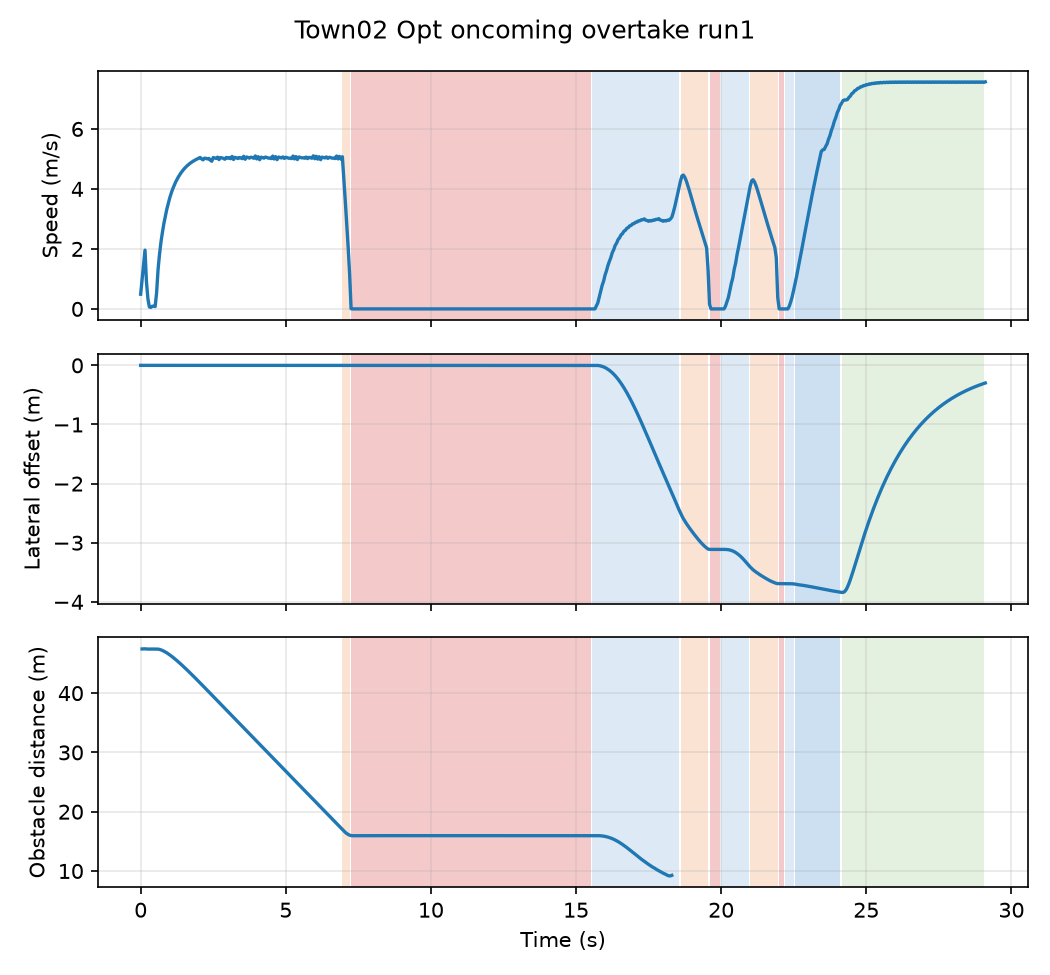 Town02 Opt oncoming overtake run1
Speed (m/s)
6
4
2
0
Lateral offset (m)
0
−1
−2
−3
−4
Obstacle distance (m)
40
30
20
10
0 5 10 15 20 25 30
Time (s)